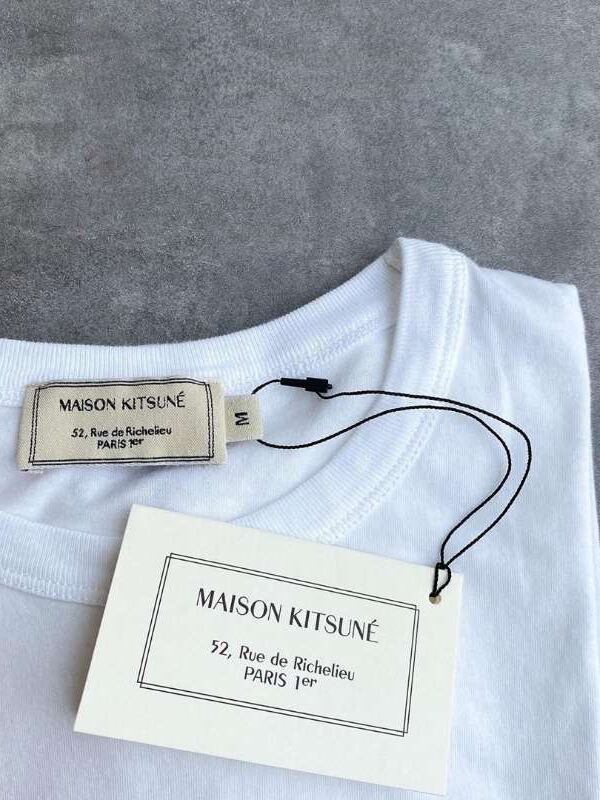 MAISON KITSUNÉ
52, Rue de Richelieu
PARIS 1er
M
MAISON KITSUNÉ
52, Rue de Richelieu
PARIS 1er